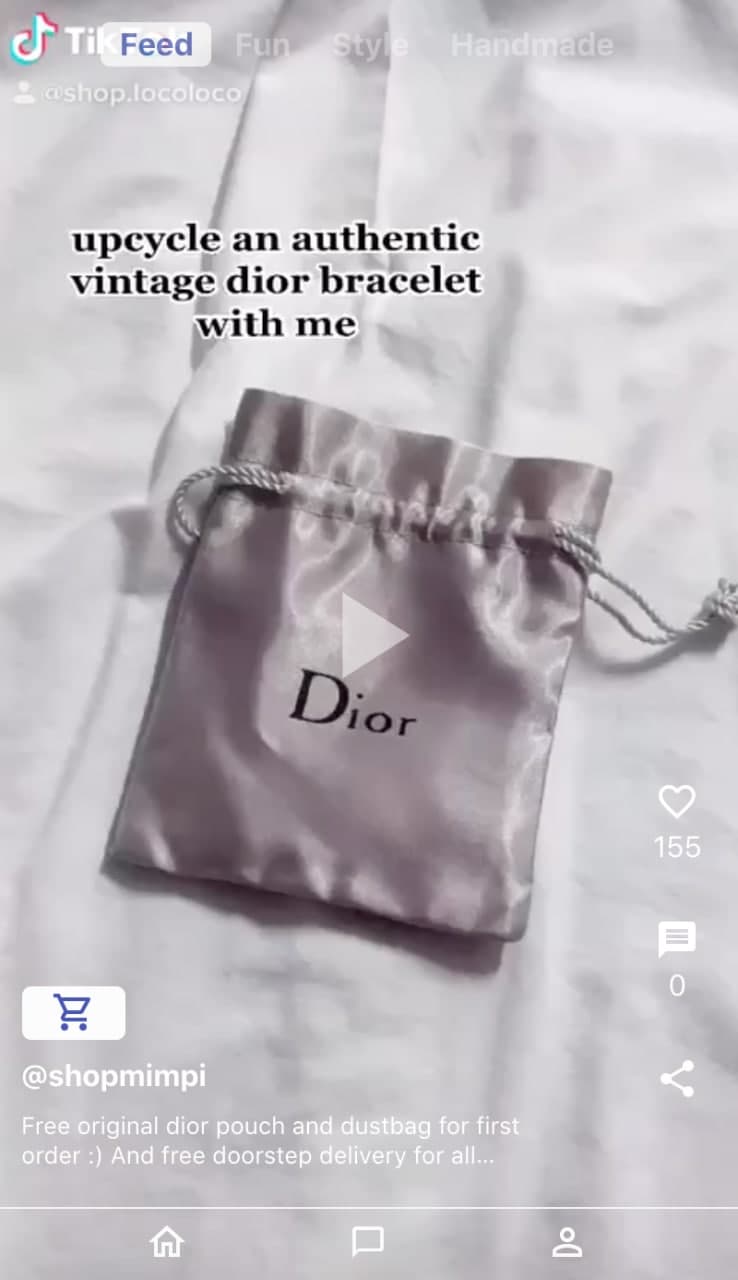 Feed Fun Style Handmade
@shop.locoloco
upcycle an authentic
vintage dior bracelet
with me
Dior
155
0
@shopmimpi
Free original dior pouch and dustbag for first
order :) And free doorstep delivery for all...